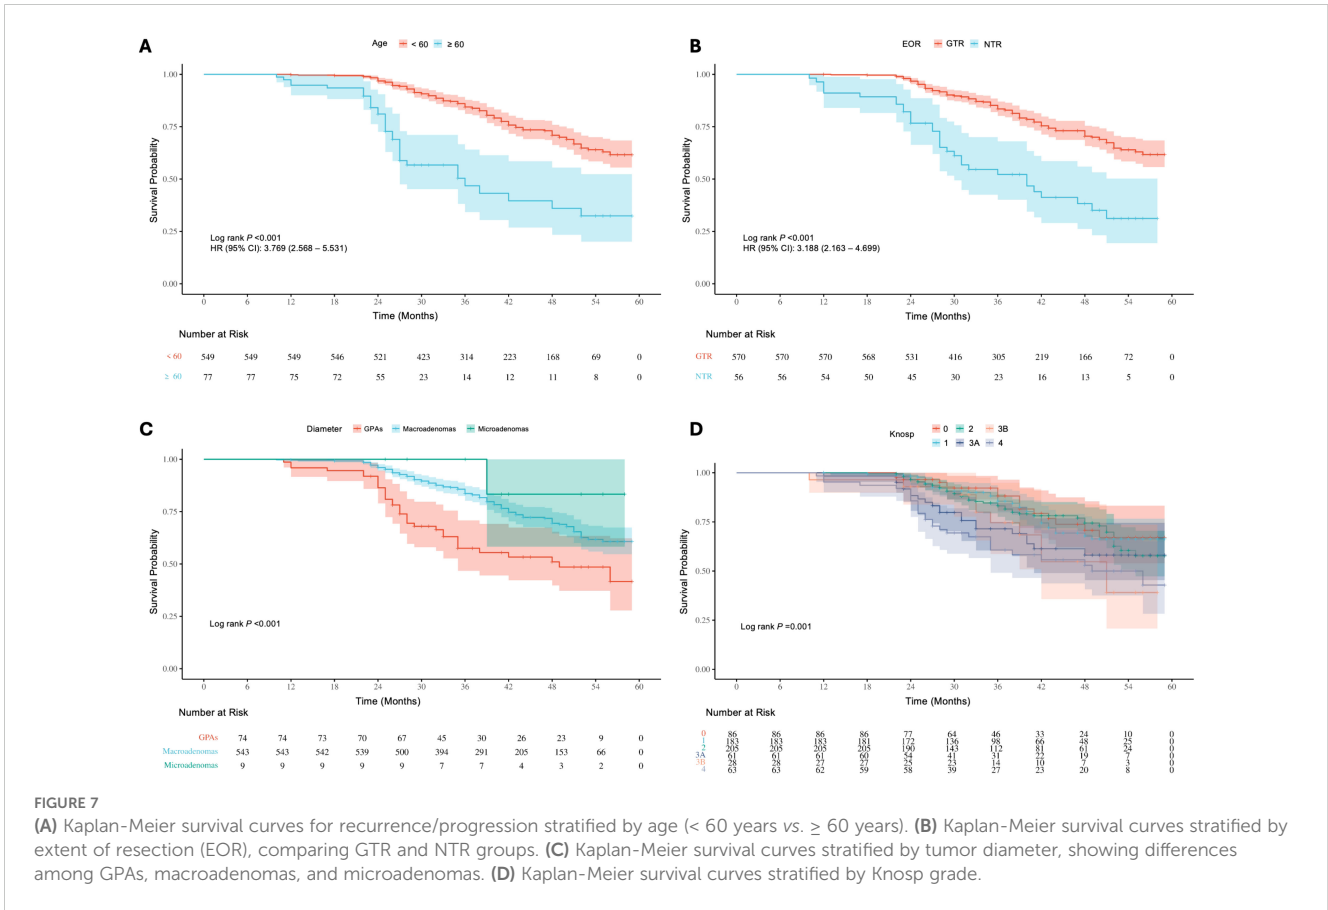 A
Age < 60 ≥ 60
1.00
0.75
0.50
0.25
0.00
Survival Probability
Log rank P <0.001
HR (95% CI): 3.769 (2.568 – 5.531)
0 6 12 18 24 30 36 42 48 54 60
Time (Months)
Number at Risk
< 60 549 549 549 546 521 423 314 223 168 69 0
≥ 60 77 77 75 72 55 23 14 12 11 8 0
B
EOR GTR NTR
1.00
0.75
0.50
0.25
0.00
Survival Probability
Log rank P <0.001
HR (95% CI): 3.188 (2.163 – 4.699)
0 6 12 18 24 30 36 42 48 54 60
Time (Months)
Number at Risk
GTR 570 570 570 568 531 416 305 219 166 72 0
NTR 56 56 54 50 45 30 23 16 13 5 0
C
Diameter GPAs Macroadenomas Microadenomas
1.00
0.75
0.50
0.25
0.00
Survival Probability
Log rank P <0.001
0 6 12 18 24 30 36 42 48 54 60
Time (Months)
Number at Risk
GPAs 74 74 73 70 67 45 30 26 23 9 0
Macroadenomas 543 543 542 539 500 394 291 205 153 66 0
Microadenomas 9 9 9 9 9 7 7 4 3 2 0
D
Knosp 0 2 3B
1 3A 4
1.00
0.75
0.50
0.25
0.00
Survival Probability
Log rank P =0.001
0 6 12 18 24 30 36 42 48 54 60
Time (Months)
Number at Risk
0 86 86 86 86 77 64 46 33 24 10 0
1 183 183 183 181 172 136 98 66 48 25 0
2 205 205 205 205 190 143 112 81 61 24 0
3A 61 61 61 60 54 41 31 22 19 7 0
3B 28 28 27 27 25 23 14 10 7 3 0
4 63 63 62 59 58 39 27 23 20 8 0
FIGURE 7
(A) Kaplan-Meier survival curves for recurrence/progression stratified by age (< 60 years vs. ≥ 60 years). (B) Kaplan-Meier survival curves stratified by
extent of resection (EOR), comparing GTR and NTR groups. (C) Kaplan-Meier survival curves stratified by tumor diameter, showing differences
among GPAs, macroadenomas, and microadenomas. (D) Kaplan-Meier survival curves stratified by Knosp grade.